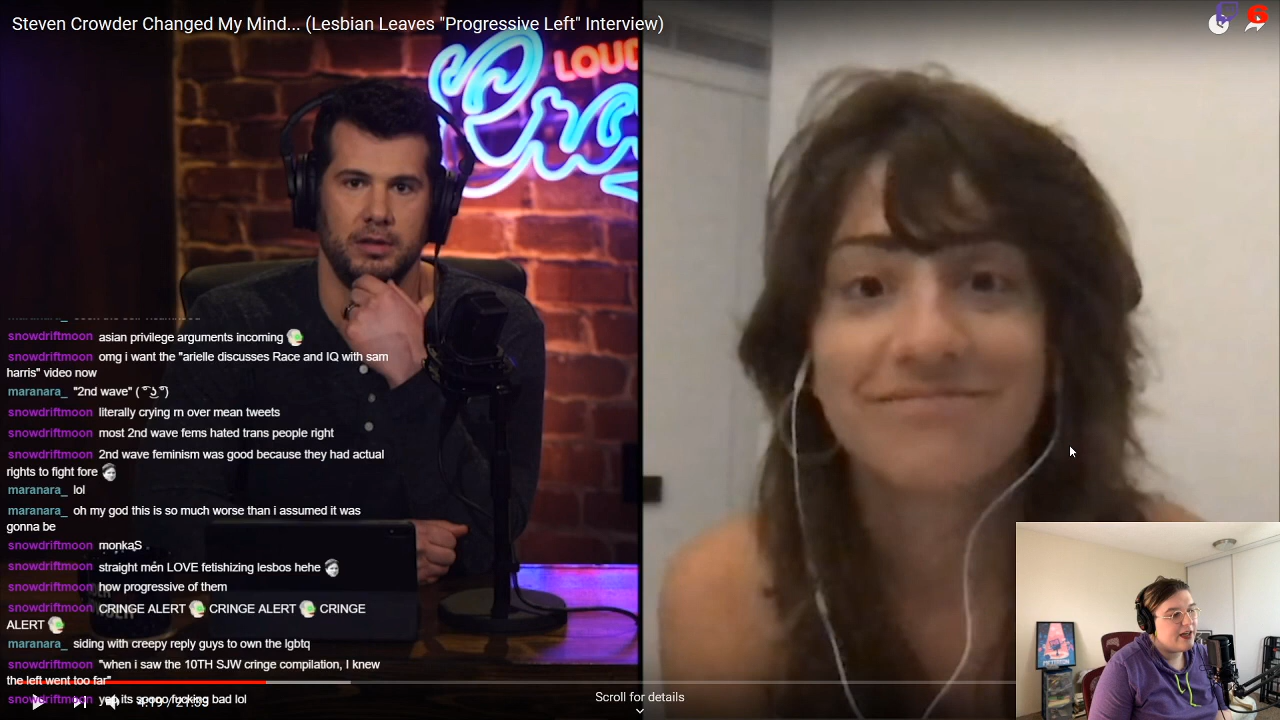 Steven Crowder Changed My Mind... (Lesbian Leaves "Progressive Left" Interview)
LOUD
Cro
snowdriftmoon asian privilege arguments incoming
snowdriftmoon omg i want the "arielle discusses Race and IQ with sam
harris" video now
maranara_ "2nd wave" ( ͡° ͜ʖ ͡°)
snowdriftmoon literally crying rn over mean tweets
snowdriftmoon most 2nd wave fems hated trans people right
snowdriftmoon 2nd wave feminism was good because they had actual
rights to fight fore
maranara_ lol
maranara_ oh my god this is so much worse than i assumed it was
gonna be
snowdriftmoon monkaS
snowdriftmoon straight men LOVE fetishizing lesbos hehe
snowdriftmoon how progressive of them
snowdriftmoon CRINGE ALERT CRINGE ALERT CRINGE
ALERT
maranara_ siding with creepy reply guys to own the lgbtq
snowdriftmoon "when i saw the 10TH SJW cringe compilation, I knew
the left went too far"
snowdriftmoon its spooo fucking bad lol
Scroll for details